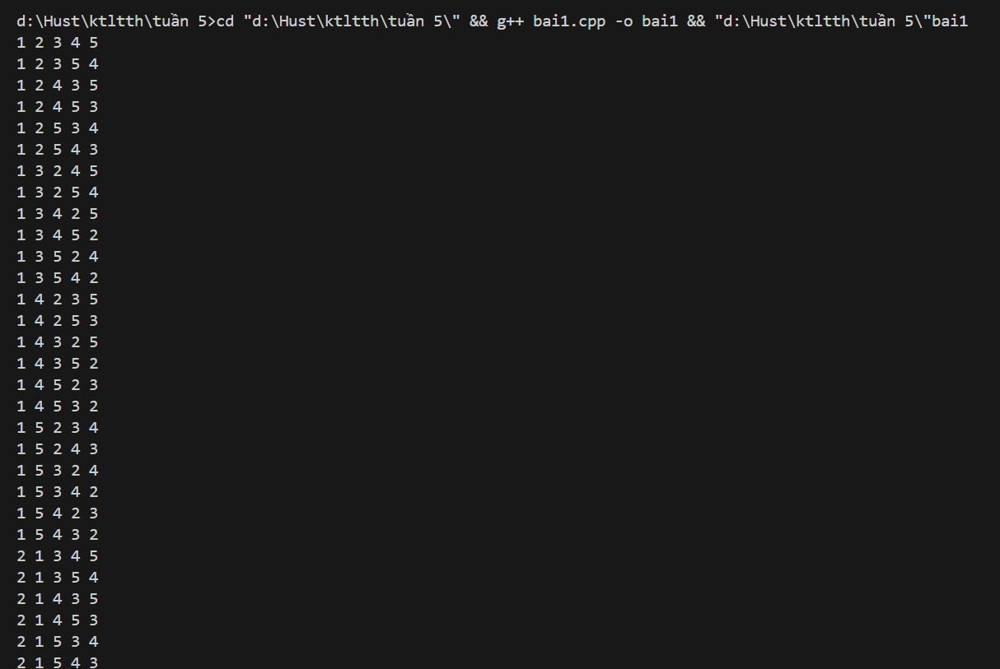 d:\Hust\ktltth\tuần 5>cd "d:\Hust\ktltth\tuần 5\" && g++ bai1.cpp -o bai1 && "d:\Hust\ktltth\tuần 5\"bai1
1 2 3 4 5
1 2 3 5 4
1 2 4 3 5
1 2 4 5 3
1 2 5 3 4
1 2 5 4 3
1 3 2 4 5
1 3 2 5 4
1 3 4 2 5
1 3 4 5 2
1 3 5 2 4
1 3 5 4 2
1 4 2 3 5
1 4 2 5 3
1 4 3 2 5
1 4 3 5 2
1 4 5 2 3
1 4 5 3 2
1 5 2 3 4
1 5 2 4 3
1 5 3 2 4
1 5 3 4 2
1 5 4 2 3
1 5 4 3 2
2 1 3 4 5
2 1 3 5 4
2 1 4 3 5
2 1 4 5 3
2 1 5 3 4
2 1 5 4 3